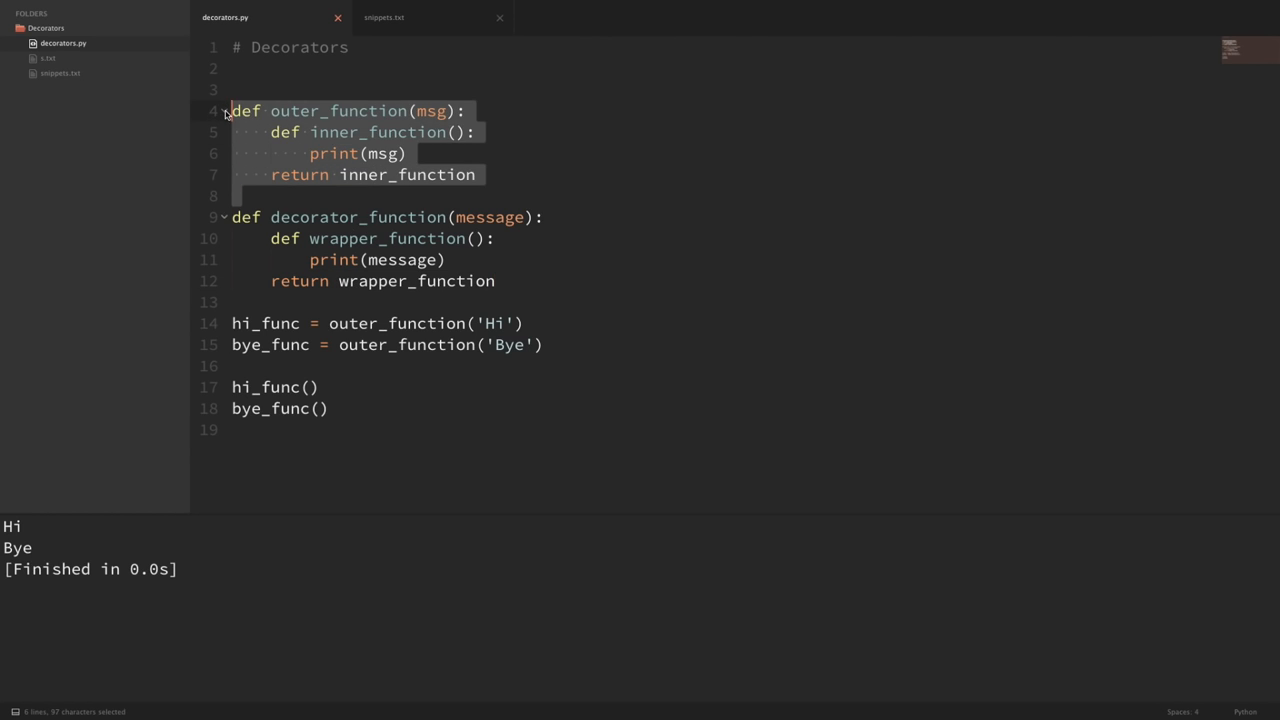 FOLDERS
Decorators
decorators.py
s.txt
snippets.txt
decorators.py
snippets.txt
1 # Decorators
2
3
4 def outer_function(msg):
5     def inner_function():
6         print(msg)
7     return inner_function
8
9 def decorator_function(message):
10     def wrapper_function():
11         print(message)
12     return wrapper_function
13
14 hi_func = outer_function('Hi')
15 bye_func = outer_function('Bye')
16
17 hi_func()
18 bye_func()
19
Hi
Bye
[Finished in 0.0s]
6 lines, 97 characters selected
Spaces: 4
Python